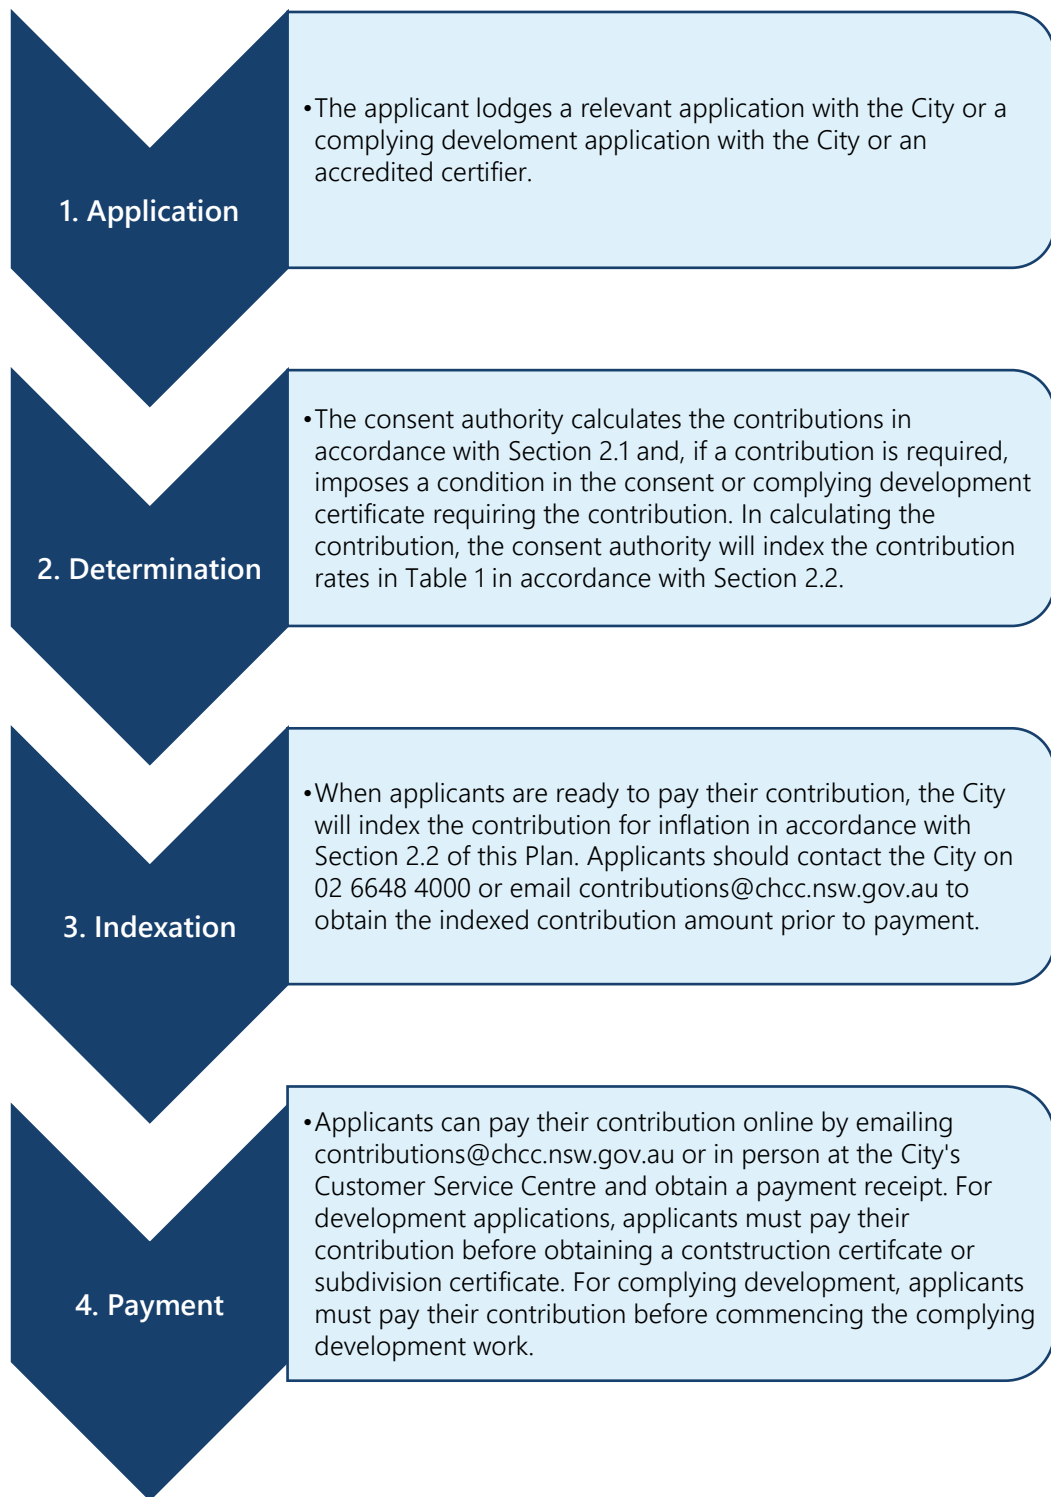 1. Application
•The applicant lodges a relevant application with the City or a
complying develoment application with the City or an
accredited certifier.
2. Determination
•The consent authority calculates the contributions in
accordance with Section 2.1 and, if a contribution is required,
imposes a condition in the consent or complying development
certificate requiring the contribution. In calculating the
contribution, the consent authority will index the contribution
rates in Table 1 in accordance with Section 2.2.
3. Indexation
•When applicants are ready to pay their contribution, the City
will index the contribution for inflation in accordance with
Section 2.2 of this Plan. Applicants should contact the City on
02 6648 4000 or email contributions@chcc.nsw.gov.au to
obtain the indexed contribution amount prior to payment.
4. Payment
•Applicants can pay their contribution online by emailing
contributions@chcc.nsw.gov.au or in person at the City's
Customer Service Centre and obtain a payment receipt. For
development applications, applicants must pay their
contribution before obtaining a contstruction certifcate or
subdivision certificate. For complying development, applicants
must pay their contribution before commencing the complying
development work.